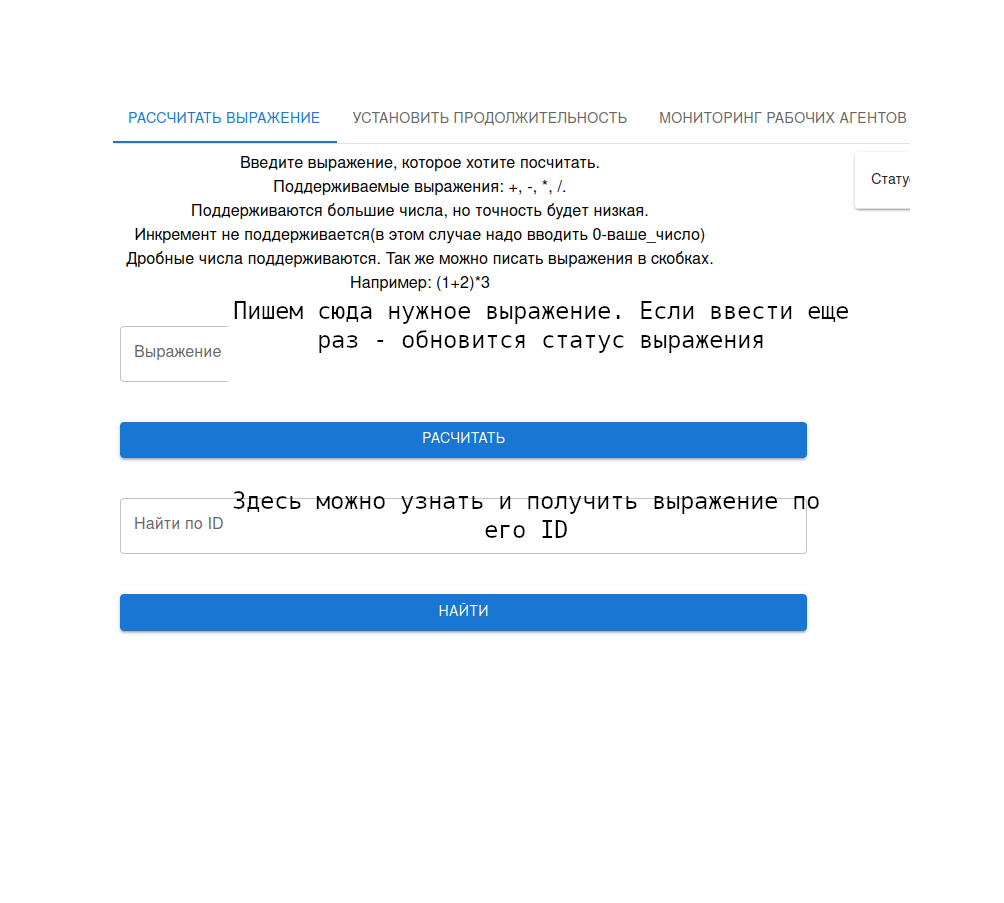 РАССЧИТАТЬ ВЫРАЖЕНИЕ УСТАНОВИТЬ ПРОДОЛЖИТЕЛЬНОСТЬ МОНИТОРИНГ РАБОЧИХ АГЕНТОВ
Введите выражение, которое хотите посчитать.
Стату
Поддерживаемые выражения: +, -, *, /.
Поддерживаются большие числа, но точность будет низкая.
Инкремент не поддерживается(в этом случае надо вводить 0-ваше_число)
Дробные числа поддерживаются. Так же можно писать выражения в скобках.
Например: (1+2)*3
Пишем сюда нужное выражение. Если ввести еще
раз - обновится статус выражения
Выражение
РАСЧИТАТЬ
Здесь можно узнать и получить выражение по
его ID
Найти по ID
НАЙТИ